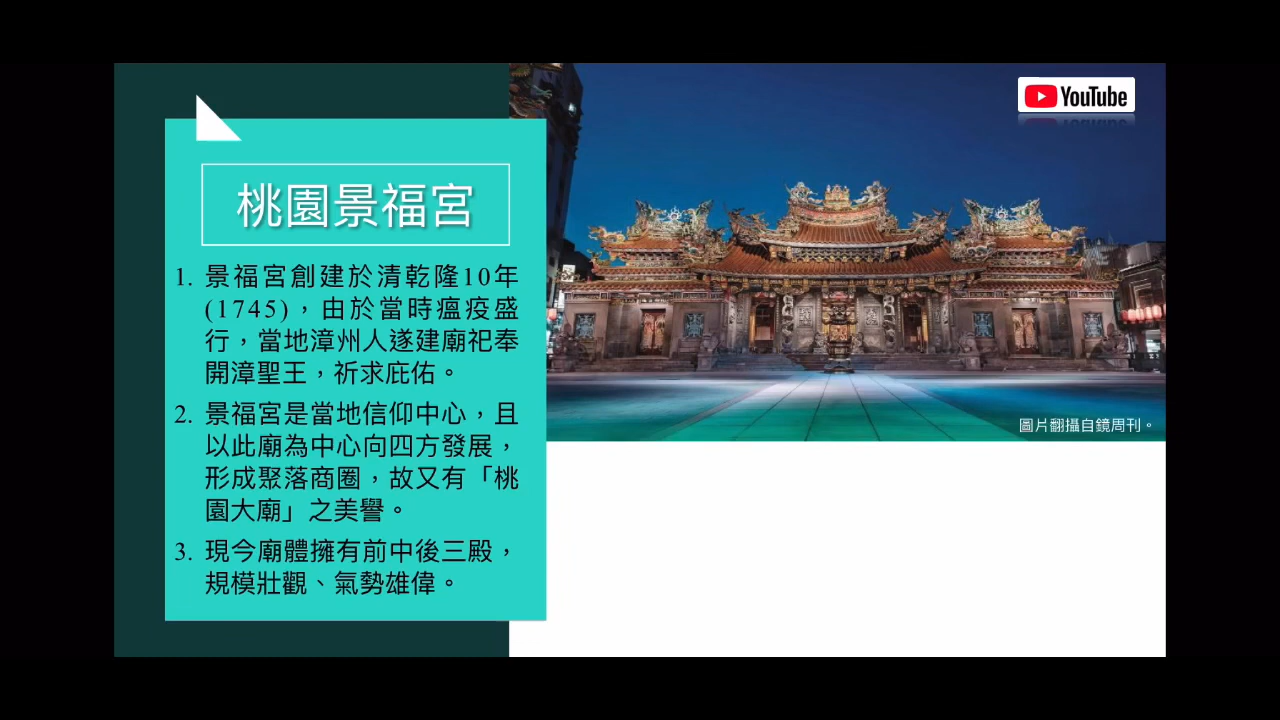 桃園景福宮
1. 景福宮創建於清乾隆10年
(1745)，由於當時瘟疫盛
行，當地漳州人遂建廟祀奉
開漳聖王，祈求庇佑。
2. 景福宮是當地信仰中心，且
以此廟為中心向四方發展，
形成聚落商圈，故又有「桃
園大廟」之美譽。
3. 現今廟體擁有前中後三殿，
規模壯觀、氣勢雄偉。
YouTube
圖片翻攝自鏡周刊。